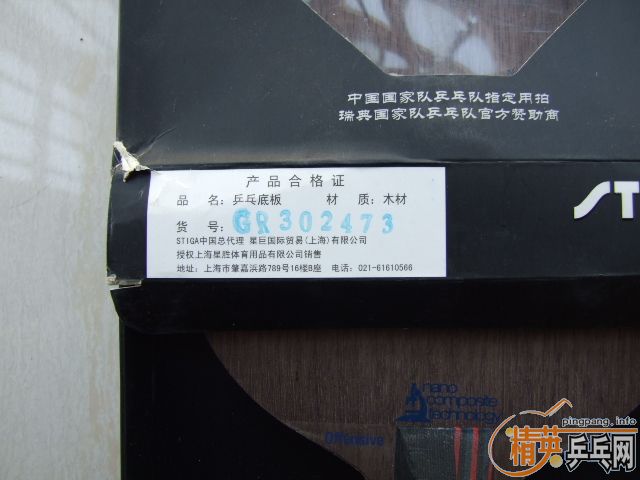 中国国家队乒乓队指定用拍
瑞典国家队乒乓队官方赞助商
产品合格证
品 名：乒乓底板 材 质：木材
货 号：GR302473
STIGA中国总代理 星巨国际贸易(上海)有限公司
授权上海星胜体育用品有限公司销售
地址：上海市肇嘉浜路789号16楼B座 电话：021-61610566
ST
nano
composite
technology
Offensive
pingpang.info
精英乒乓网